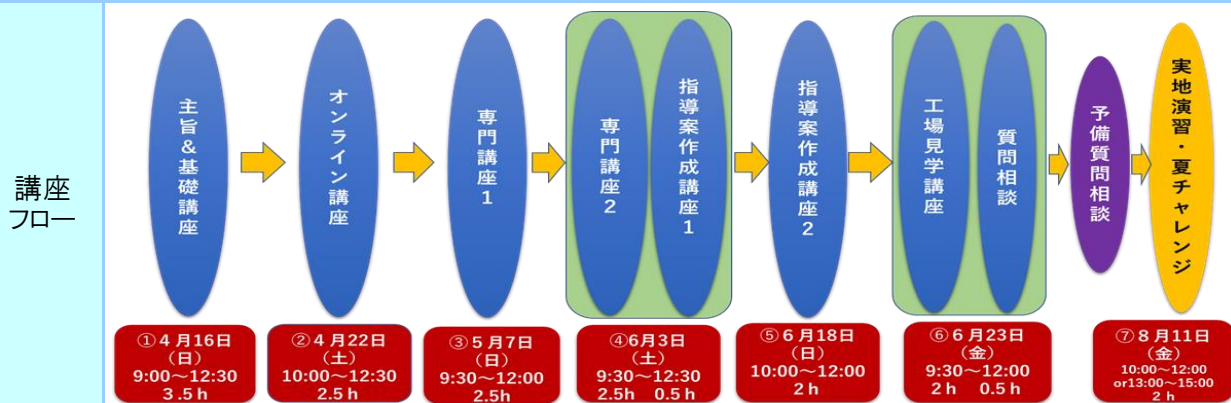 講座
フロー
主旨&基礎講座
オンライン講座
専門講座1
専門講座2
指導案作成講座1
指導案作成講座2
工場見学講座
質問相談
予備質問相談
実地演習・夏チャレンジ
①4月16日
(日)
9:00～12:30
3.5h
②4月22日
(土)
10:00～12:30
2.5h
③5月7日
(日)
9:30～12:00
2.5h
④6月3日
(土)
9:30～12:30
2.5h 0.5h
⑤6月18日
(日)
10:00～12:00
2h
⑥6月23日
(金)
9:30～12:00
2h 0.5h
⑦8月11日
(金)
10:00～12:00
or13:00～15:00
2h